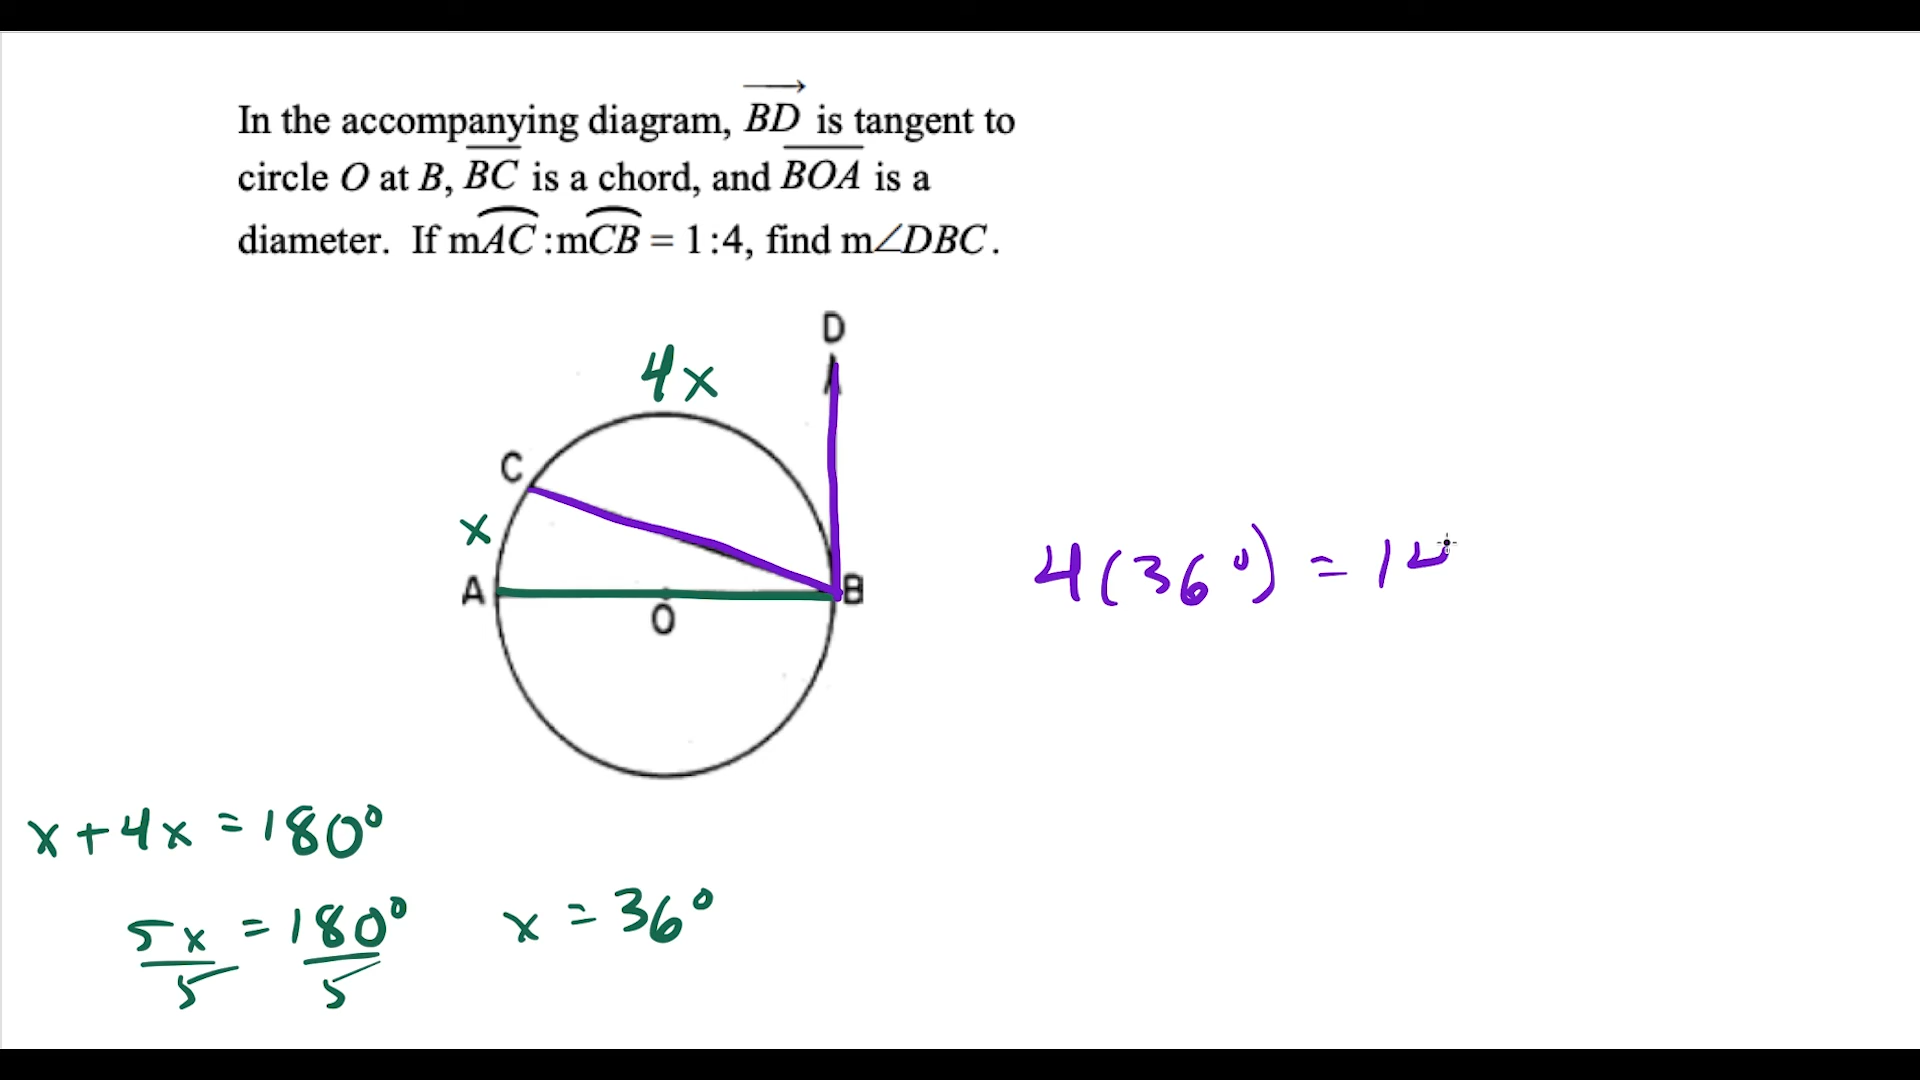 In the accompanying diagram, BD is tangent to
circle O at B, BC is a chord, and BOA is a
diameter. If mAC:mCB = 1:4, find m∠DBC.
D
4x
C
x
A
B
O
4(36°) = 14
x + 4x = 180°
5x = 180°
5 5
x = 36°